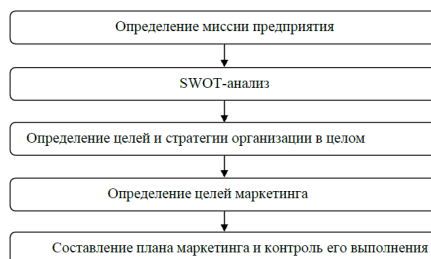 Определение миссии предприятия
SWOT-анализ
Определение целей и стратегии организации в целом
Определение целей маркетинга
Составление плана маркетинга и контроль его выполнения